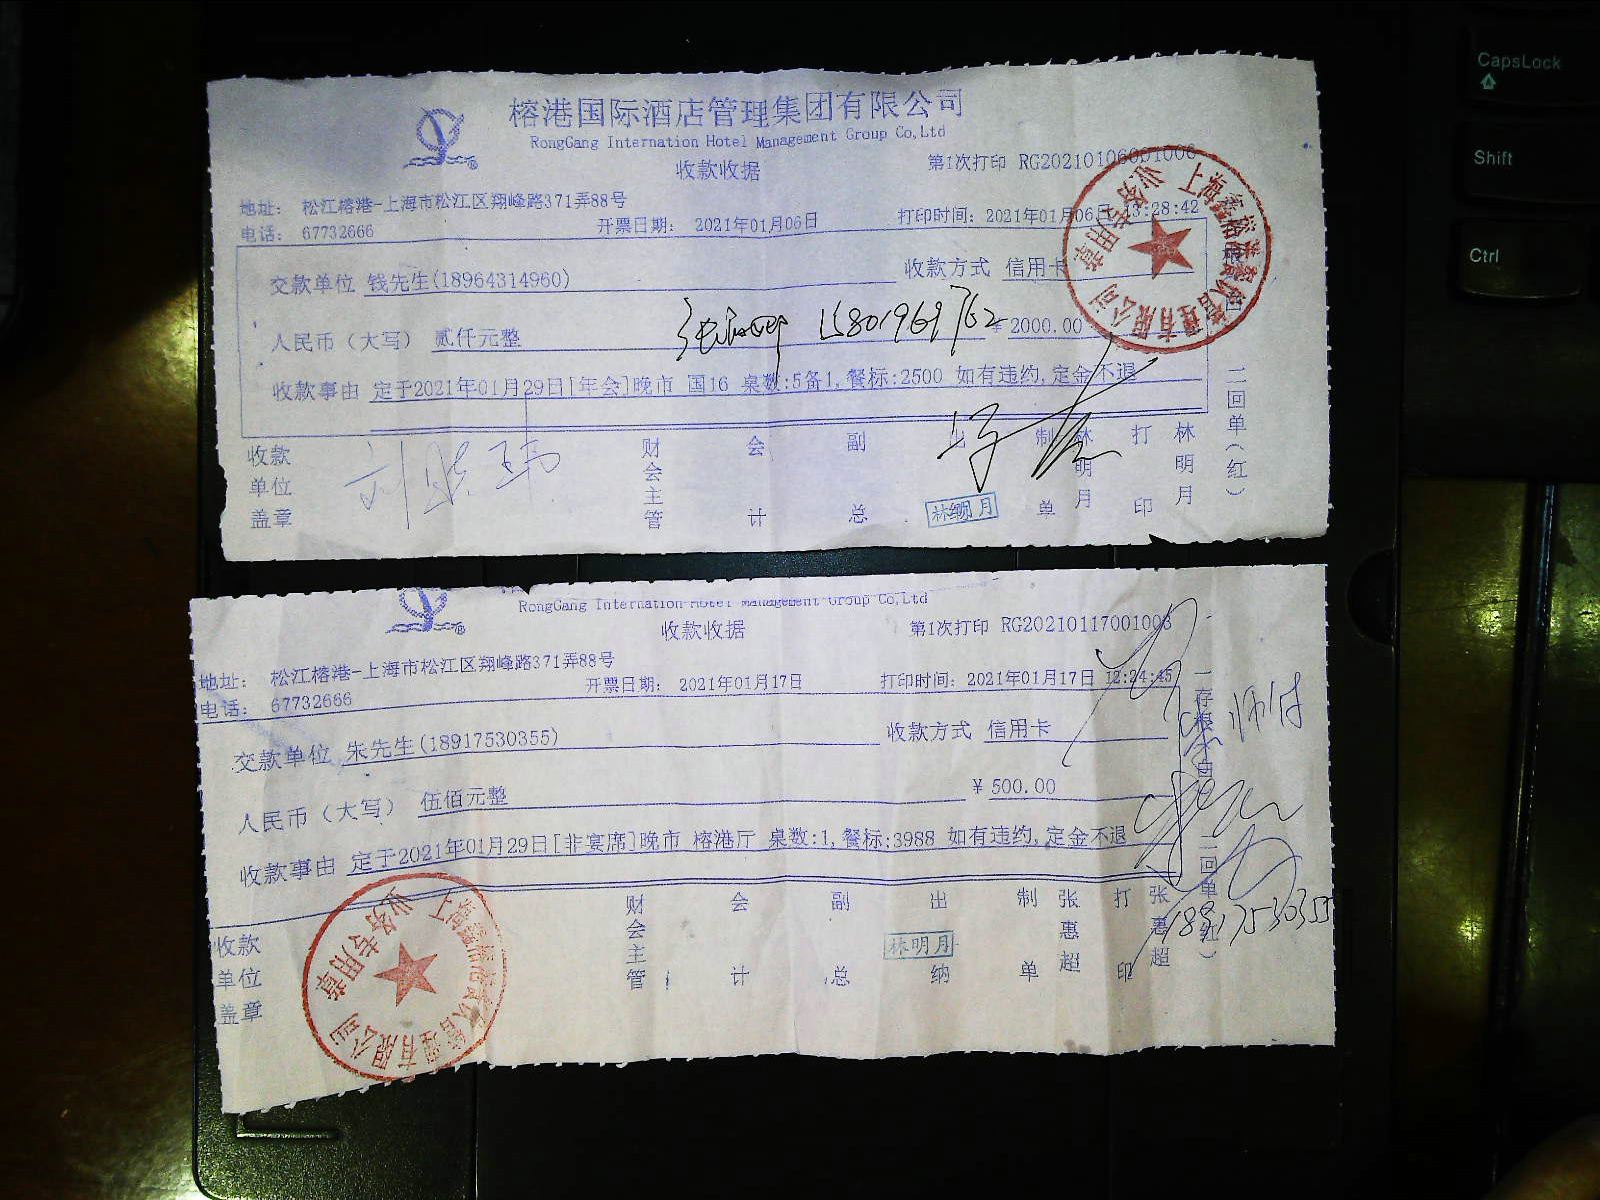 榕港国际酒店管理集团有限公司
RongGang International Hotel Management Group Co,Ltd
收款收据
第1次打印 RG20210106001006
地址: 松江榕港-上海市松江区翔峰路371弄88号
电话: 67732666
开票日期: 2021年01月06日
打印时间: 2021年01月06日 13:28:42
交款单位 钱先生(18964314960)
收款方式 信用卡
人民币(大写) 贰仟元整
15801969762
¥ 2000.00
收款事由 定于2021年01月29日[年会]晚市 国16 桌数:5备1,餐标:2500 如有违约,定金不退
收款单位盖章
财会主管
会计
副总
出纳
林明月
制单
林明月
打印
林明月
二回单(红)
业务专用章
RongGang International Hotel Management Group Co,Ltd
收款收据
第1次打印 RG20210117001003
地址: 松江榕港-上海市松江区翔峰路371弄88号
电话: 67732666
开票日期: 2021年01月17日
打印时间: 2021年01月17日 12:24:45
交款单位 朱先生(18917530355)
收款方式 信用卡
人民币(大写) 伍佰元整
¥ 500.00
收款事由 定于2021年01月29日[非宴席]晚市 榕港厅 桌数:1,餐标:3988 如有违约,定金不退
收款单位盖章
财会主管
会计
副总
出纳
林明月
制单
张惠超
打印
张惠超
18917530355
业务专用章
CapsLock
Shift
Ctrl